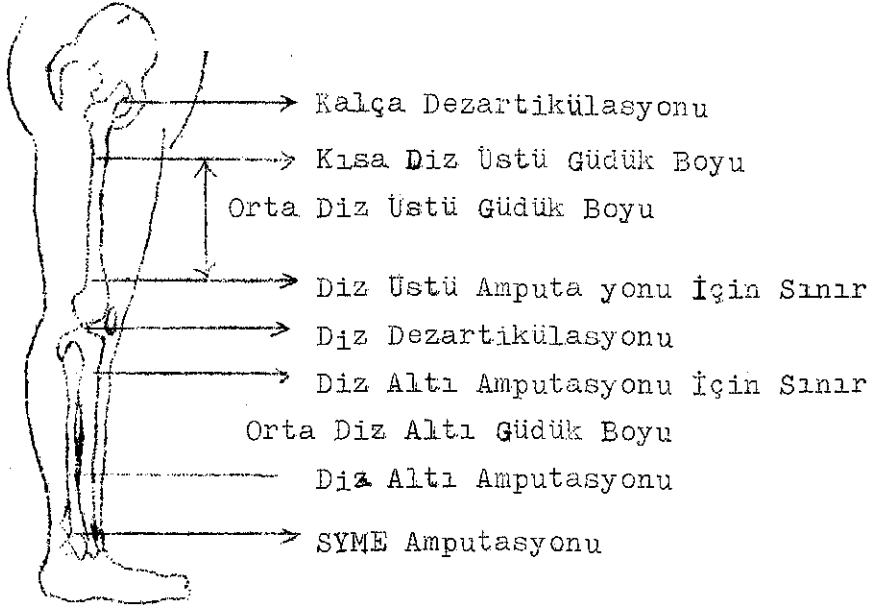 Kalça Dezartikülasyonu
Kısa Diz Üstü Güdük Boyu
Orta Diz Üstü Güdük Boyu
Diz Üstü Amputa yonu İçin Sınır
Diz Dezartikülasyonu
Diz Altı Amputasyonu İçin Sınır
Orta Diz Altı Güdük Boyu
Diz Altı Amputasyonu
SYME Amputasyonu